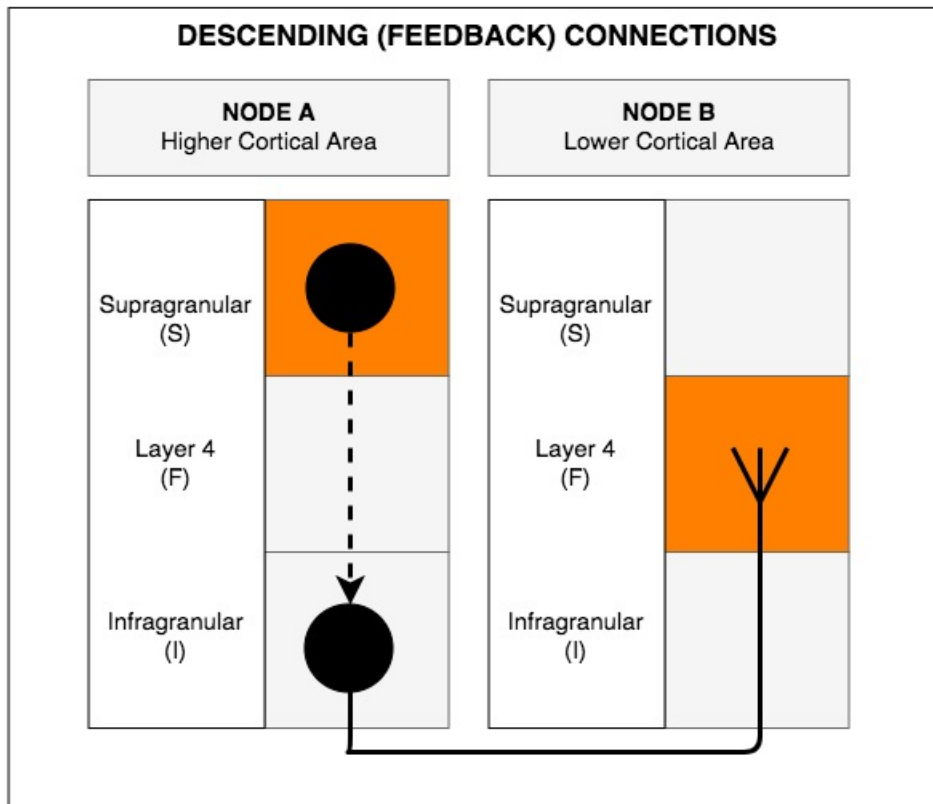 DESCENDING (FEEDBACK) CONNECTIONS
NODE A
Higher Cortical Area
NODE B
Lower Cortical Area
Supragranular
(S)
Layer 4
(F)
Infragranular
(I)
Supragranular
(S)
Layer 4
(F)
Infragranular
(I)